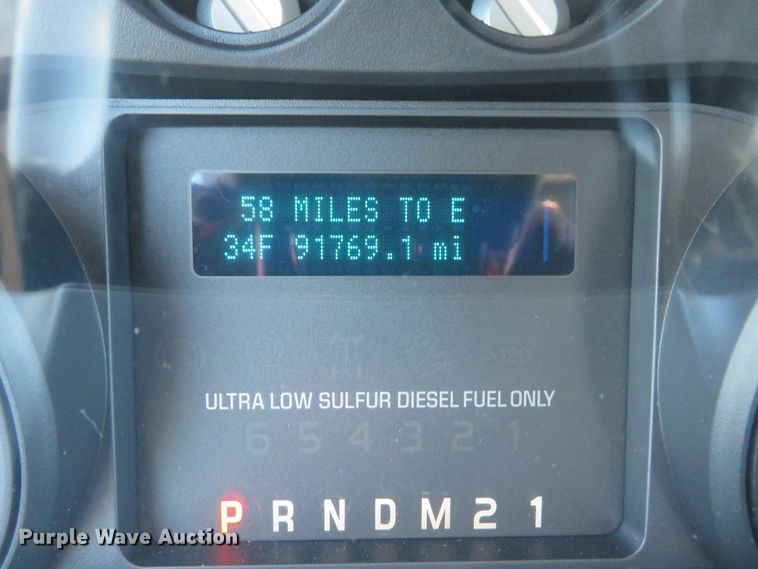 58 MILES TO E
34F 91769.1 mi
>120
ULTRA LOW SULFUR DIESEL FUEL ONLY
6 5 4 3 2 1
P R N D M 2 1
Purple Wave Auction